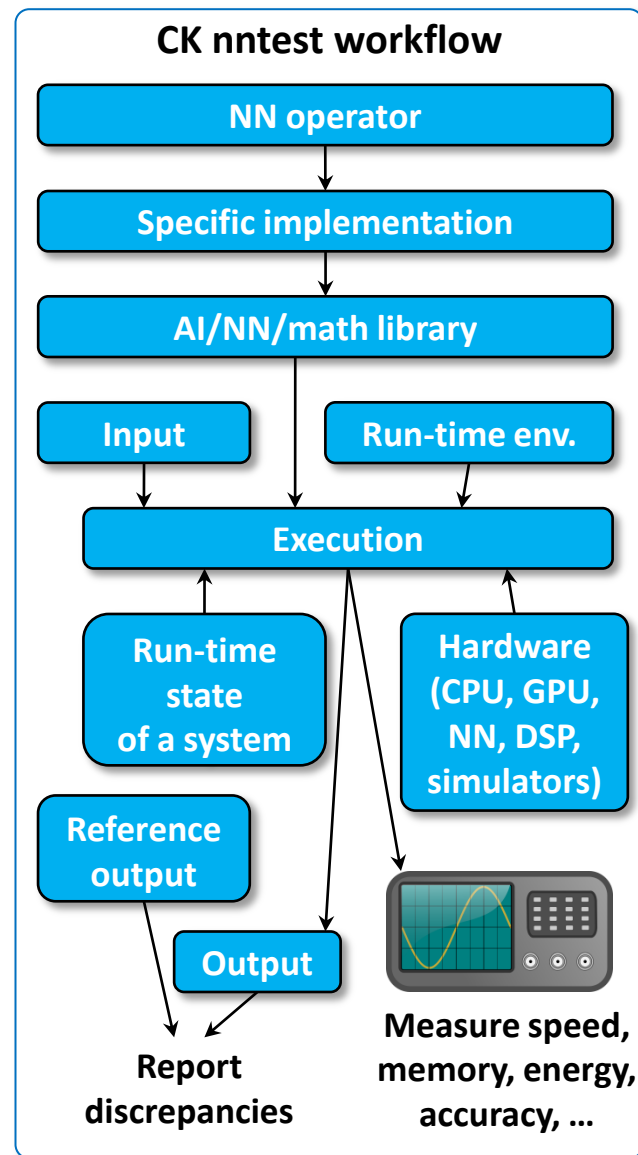 CK nntest workflow
NN operator
Specific implementation
AI/NN/math library
Input
Run-time env.
Execution
Run-time
state
of a system
Hardware
(CPU, GPU,
NN, DSP,
simulators)
Reference
output
Output
Report
discrepancies
Measure speed,
memory, energy,
accuracy, ...